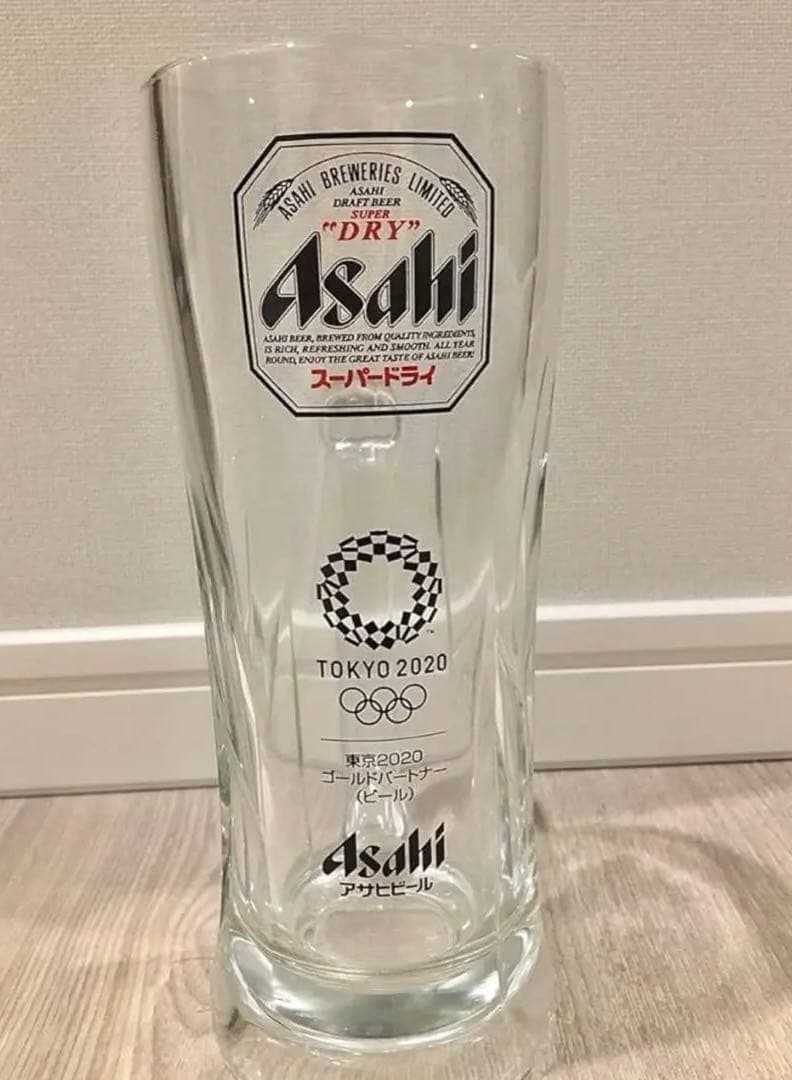 ASAHI BREWERIES LIMITED
ASAHI
DRAFT BEER
SUPER
"DRY"
Asahi
ASAHI BEER, BREWED FROM QUALITY INGREDIENTS,
IS RICH, REFRESHING AND SMOOTH. ALL YEAR
ROUND, ENJOY THE GREAT TASTE OF ASAHI BEER!
スーパードライ
TM
TOKYO 2020
東京2020
ゴールドパートナー
(ビール)
Asahi
アサヒビール